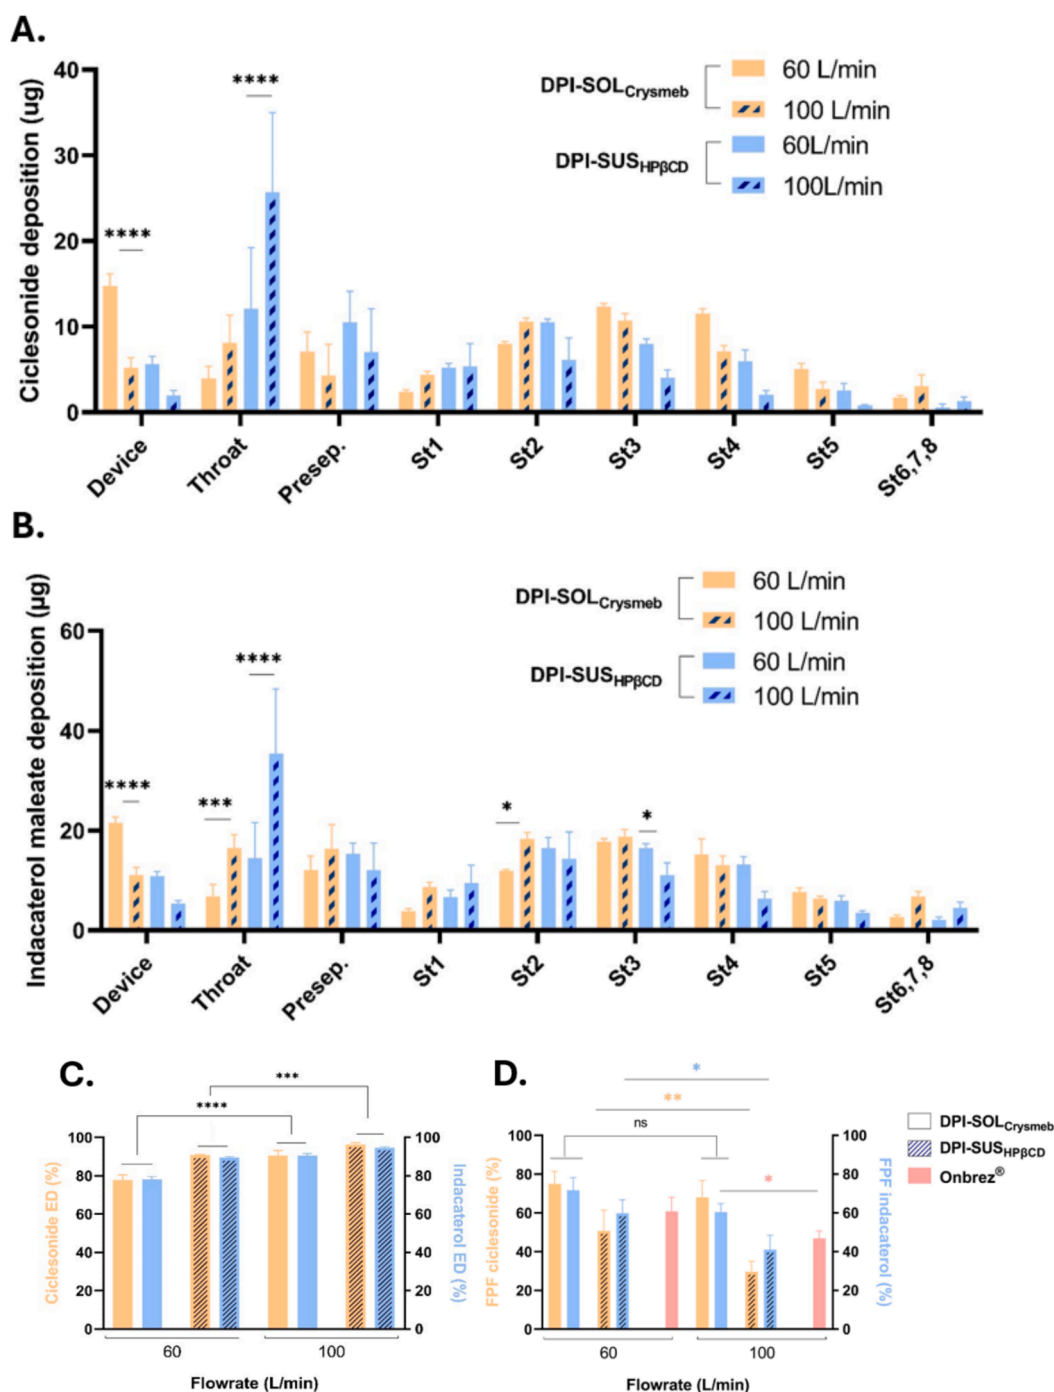 A.
Ciclesonide deposition (ug)
40
30
20
10
0
****
****
DPI-SOLCrysmeb
60 L/min
100 L/min
DPI-SUSHPβCD
60L/min
100L/min
Device
Throat
Presep.
St1
St2
St3
St4
St5
St6,7,8
B.
Indacaterol maleate deposition (µg)
60
40
20
0
****
***
****
*
*
DPI-SOLCrysmeb
60 L/min
100 L/min
DPI-SUSHPβCD
60 L/min
100 L/min
Device
Throat
Presep.
St1
St2
St3
St4
St5
St6,7,8
C.
***
****
Ciclesonide ED (%)
100
80
60
40
20
0
100
80
60
40
20
0
Indacaterol ED (%)
60
100
Flowrate (L/min)
D.
*
**
ns
*
FPF ciclesonide (%)
100
80
60
40
20
0
100
80
60
40
20
0
FPF indacaterol (%)
60
100
Flowrate (L/min)
DPI-SOLCrysmeb
DPI-SUSHPβCD
Onbrez®